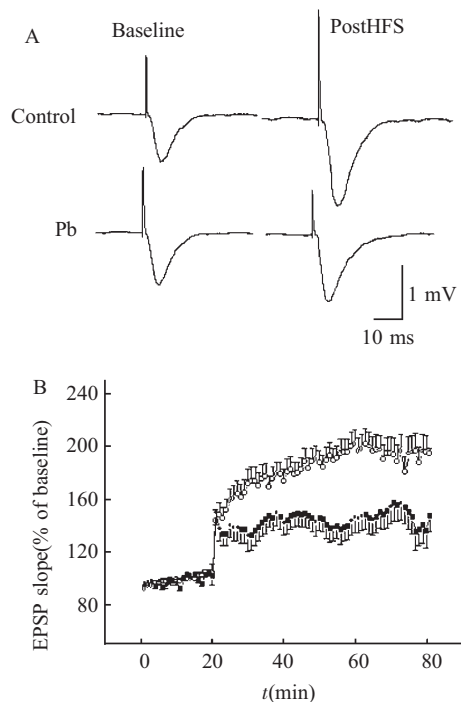 A
Baseline
PostHFS
Control
Pb
1 mV
10 ms
B
EPSP slope(% of baseline)
240
200
160
120
80
0
20
40
60
80
t(min)